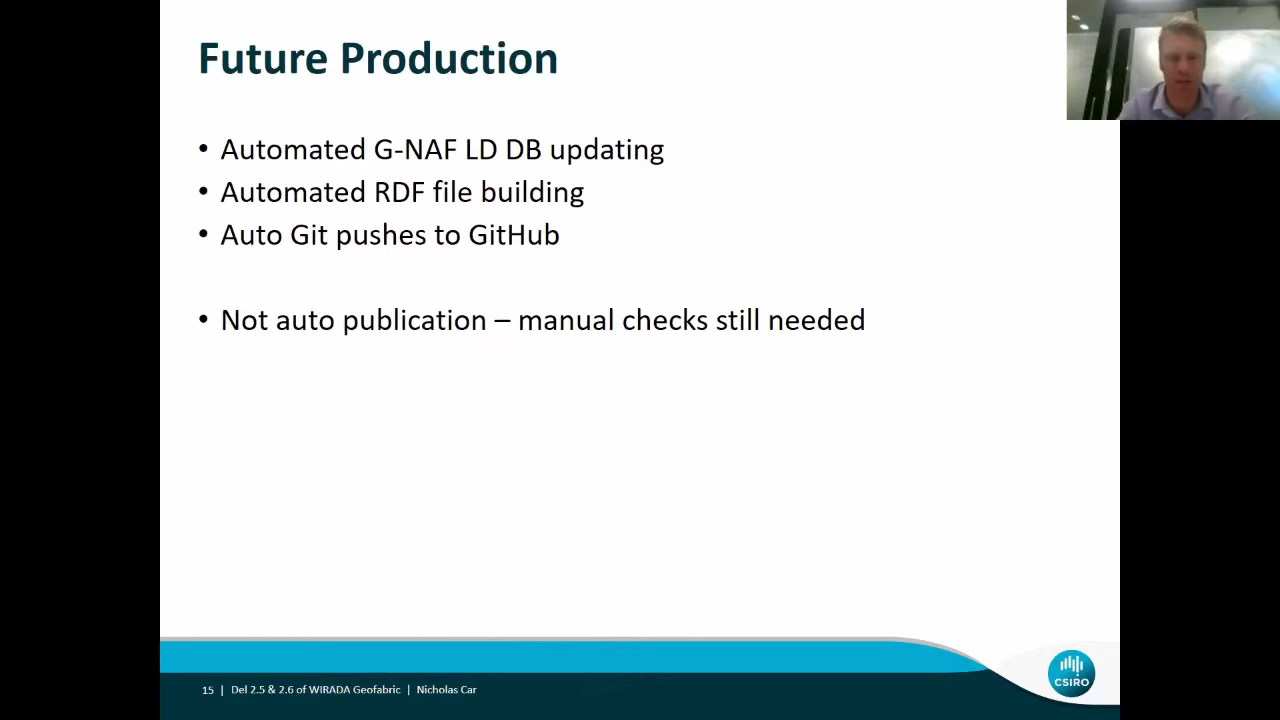 Future Production
• Automated G-NAF LD DB updating
• Automated RDF file building
• Auto Git pushes to GitHub
• Not auto publication – manual checks still needed
15 | Del 2.5 & 2.6 of WIRADA Geofabric | Nicholas Car
CSIRO